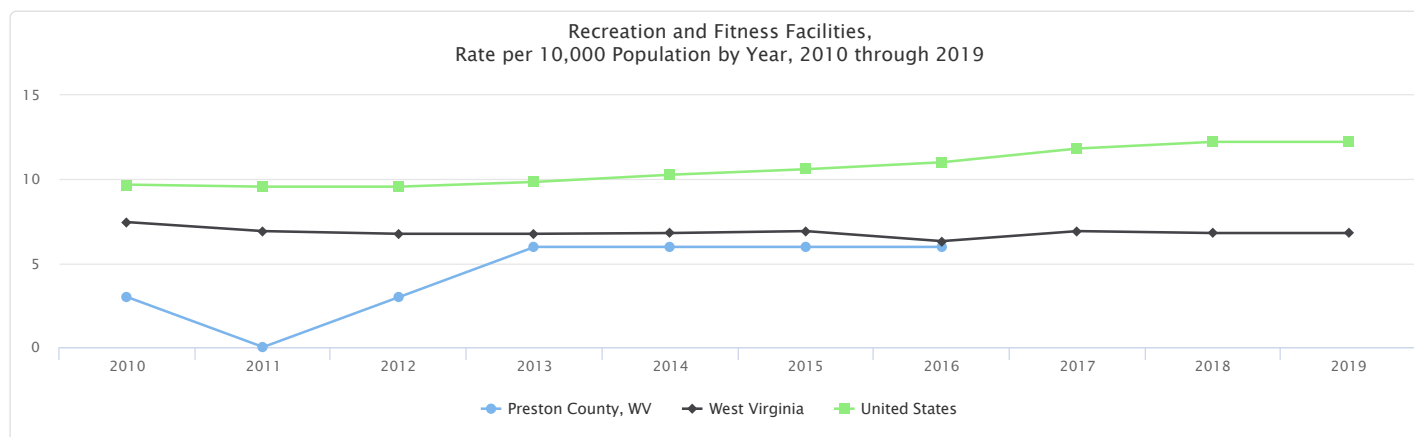 Recreation and Fitness Facilities,
Rate per 10,000 Population by Year, 2010 through 2019
15
10
5
0
2010 2011 2012 2013 2014 2015 2016 2017 2018 2019
Preston County, WV West Virginia United States